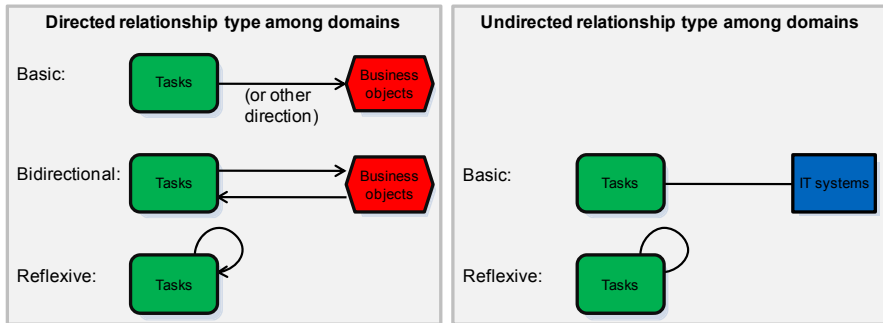 Directed relationship type among domains
Basic:
Tasks
Business
objects
(or other
direction)
Bidirectional:
Tasks
Business
objects
Reflexive:
Tasks
Undirected relationship type among domains
Basic:
Tasks
IT systems
Reflexive:
Tasks